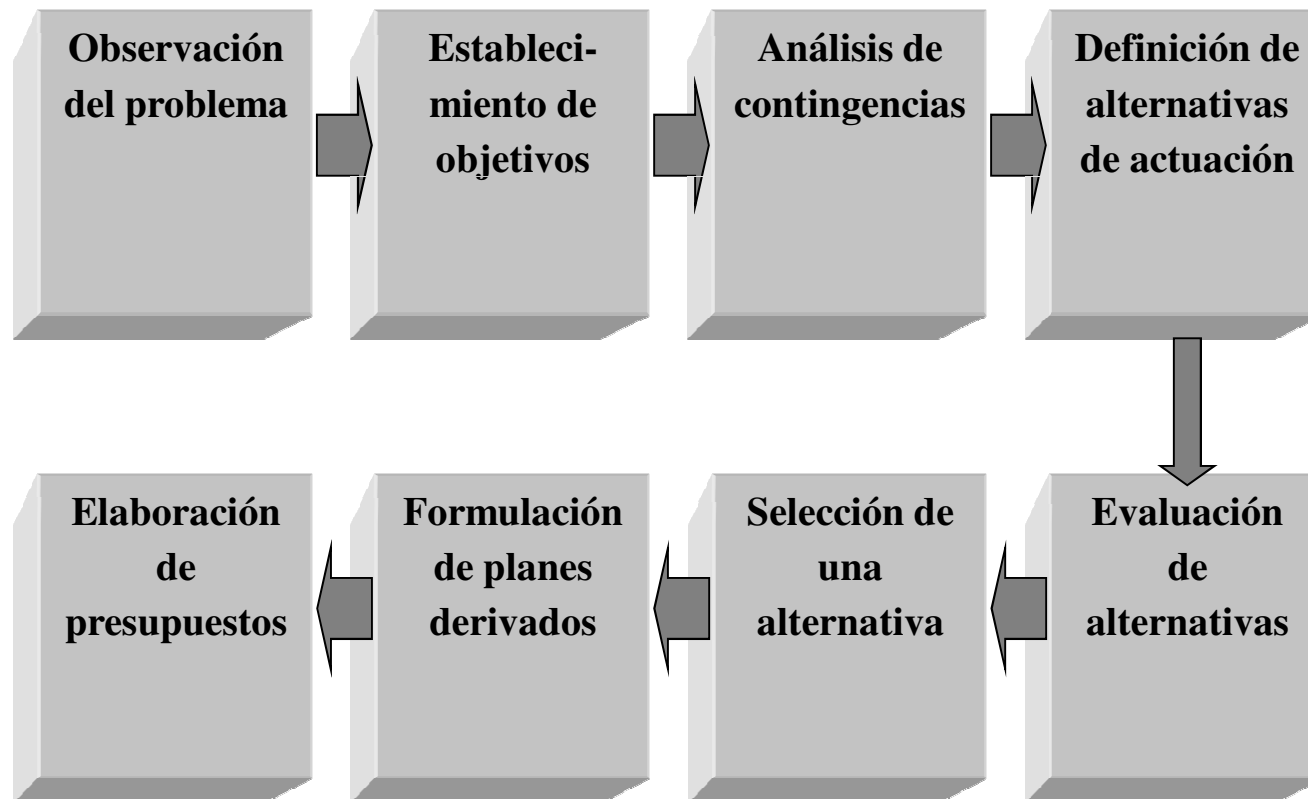 Observación
del problema
Estableci-
miento de
objetivos
Análisis de
contingencias
Definición de
alternativas
de actuación
Evaluación
de
alternativas
Selección de
una
alternativa
Formulación
de planes
derivados
Elaboración
de
presupuestos